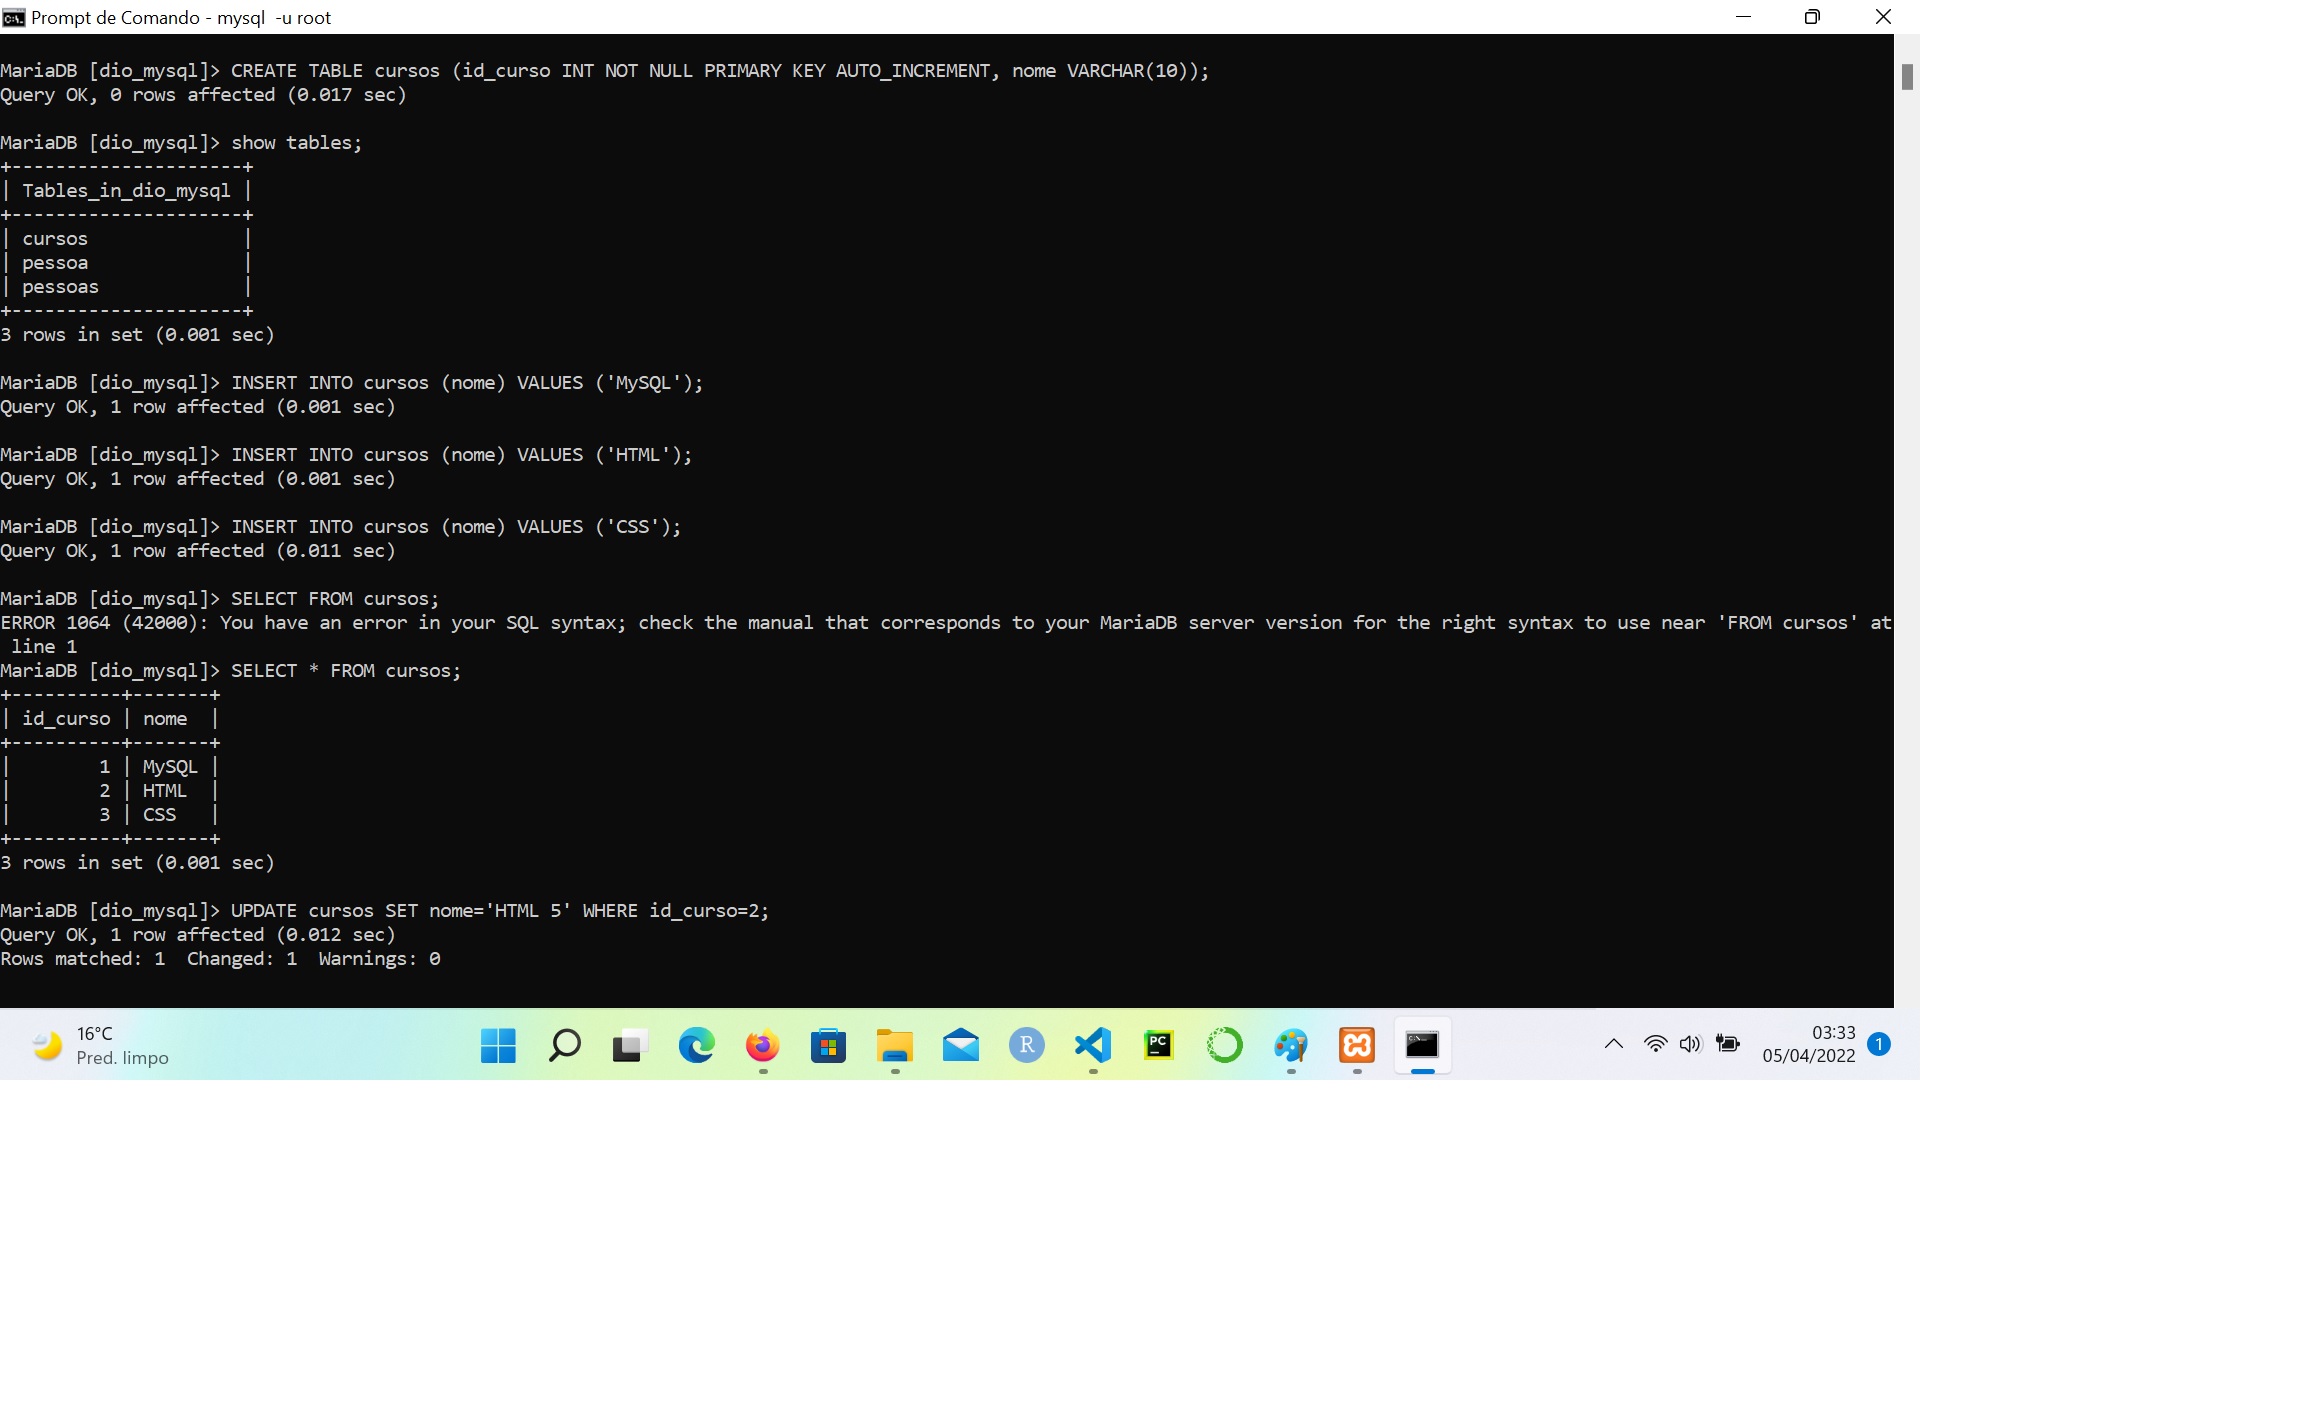 Prompt de Comando - mysql  -u root
MariaDB [dio_mysql]> CREATE TABLE cursos (id_curso INT NOT NULL PRIMARY KEY AUTO_INCREMENT, nome VARCHAR(10));
Query OK, 0 rows affected (0.017 sec)
MariaDB [dio_mysql]> show tables;
+---------------------+
| Tables_in_dio_mysql |
+---------------------+
| cursos              |
| pessoa              |
| pessoas             |
+---------------------+
3 rows in set (0.001 sec)
MariaDB [dio_mysql]> INSERT INTO cursos (nome) VALUES ('MySQL');
Query OK, 1 row affected (0.001 sec)
MariaDB [dio_mysql]> INSERT INTO cursos (nome) VALUES ('HTML');
Query OK, 1 row affected (0.001 sec)
MariaDB [dio_mysql]> INSERT INTO cursos (nome) VALUES ('CSS');
Query OK, 1 row affected (0.011 sec)
MariaDB [dio_mysql]> SELECT FROM cursos;
ERROR 1064 (42000): You have an error in your SQL syntax; check the manual that corresponds to your MariaDB server version for the right syntax to use near 'FROM cursos' at
 line 1
MariaDB [dio_mysql]> SELECT * FROM cursos;
+----------+-------+
| id_curso | nome  |
+----------+-------+
|        1 | MySQL |
|        2 | HTML  |
|        3 | CSS   |
+----------+-------+
3 rows in set (0.001 sec)
MariaDB [dio_mysql]> UPDATE cursos SET nome='HTML 5' WHERE id_curso=2;
Query OK, 1 row affected (0.012 sec)
Rows matched: 1  Changed: 1  Warnings: 0
16°C
Pred. limpo
R
PC
03:33
05/04/2022
1